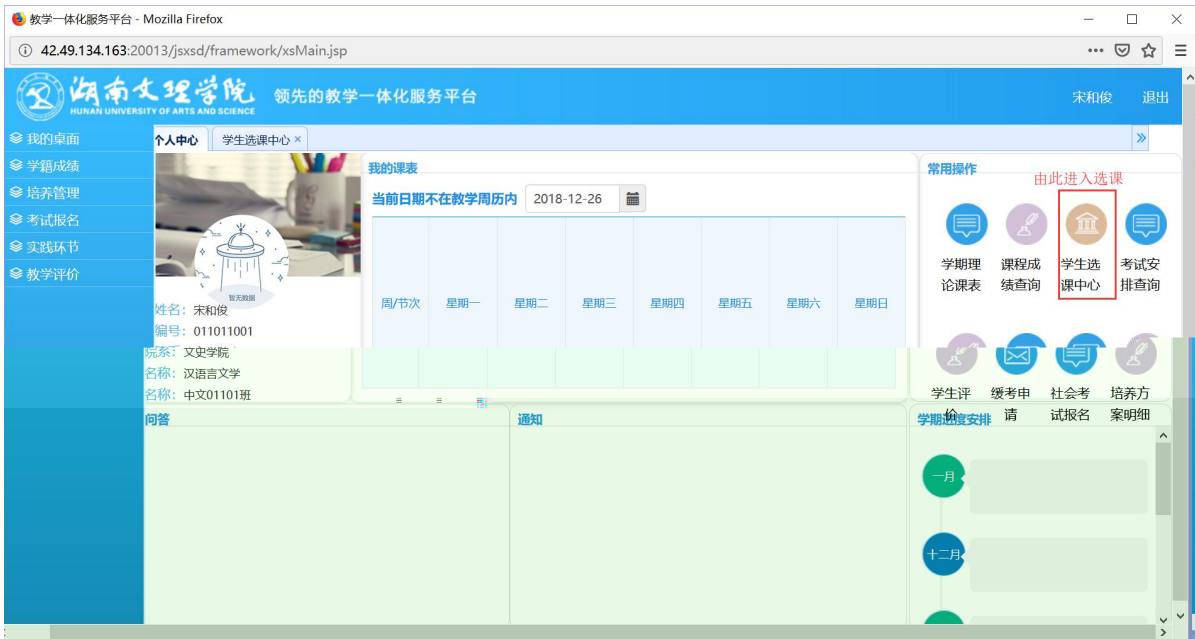 教学一体化服务平台 - Mozilla Firefox
42.49.134.163:20013/jsxsd/framework/xsMain.jsp
湖南文理学院
HUNAN UNIVERSITY OF ARTS AND SCIENCE
领先的教学一体化服务平台
宋和俊 退出
我的桌面
学籍成绩
培养管理
考试报名
实践环节
教学评价
个人中心 学生选课中心 ×
暂无数据
姓名：宋和俊
编号：011011001
院系：文史学院
名称：汉语言文学
名称：中文01101班
我的课表
当前日期不在教学周历内 2018-12-26
周/节次 星期一 星期二 星期三 星期四 星期五 星期六 星期日
常用操作
由此进入选课
学期理论课表
课程成绩查询
学生选课中心
考试安排查询
学生评价
缓考申请
社会考试报名
培养方案明细
问答
通知
学期进度安排
一月
十二月